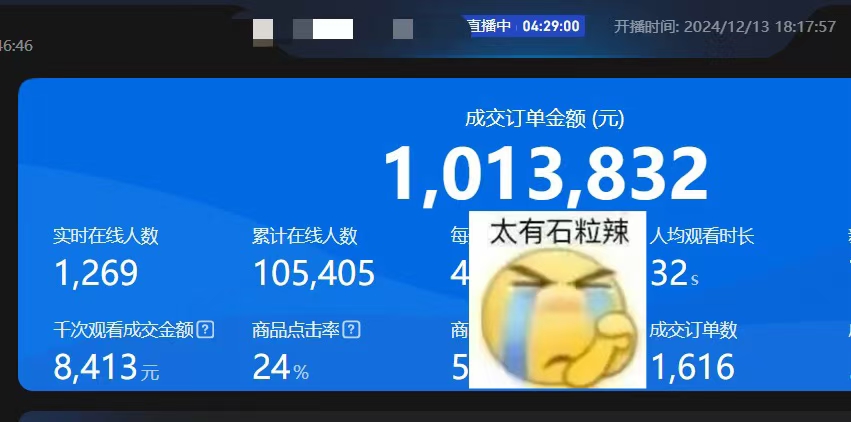 直播中 04:29:00
开播时间: 2024/12/13 18:17:57
46:46
成交订单金额 (元)
1,013,832
太有石粒辣
实时在线人数
累计在线人数
每
人均观看时长
1,269
105,405
4
32s
千次观看成交金额?
商品点击率?
商
成交订单数
8,413元
24%
5
1,616